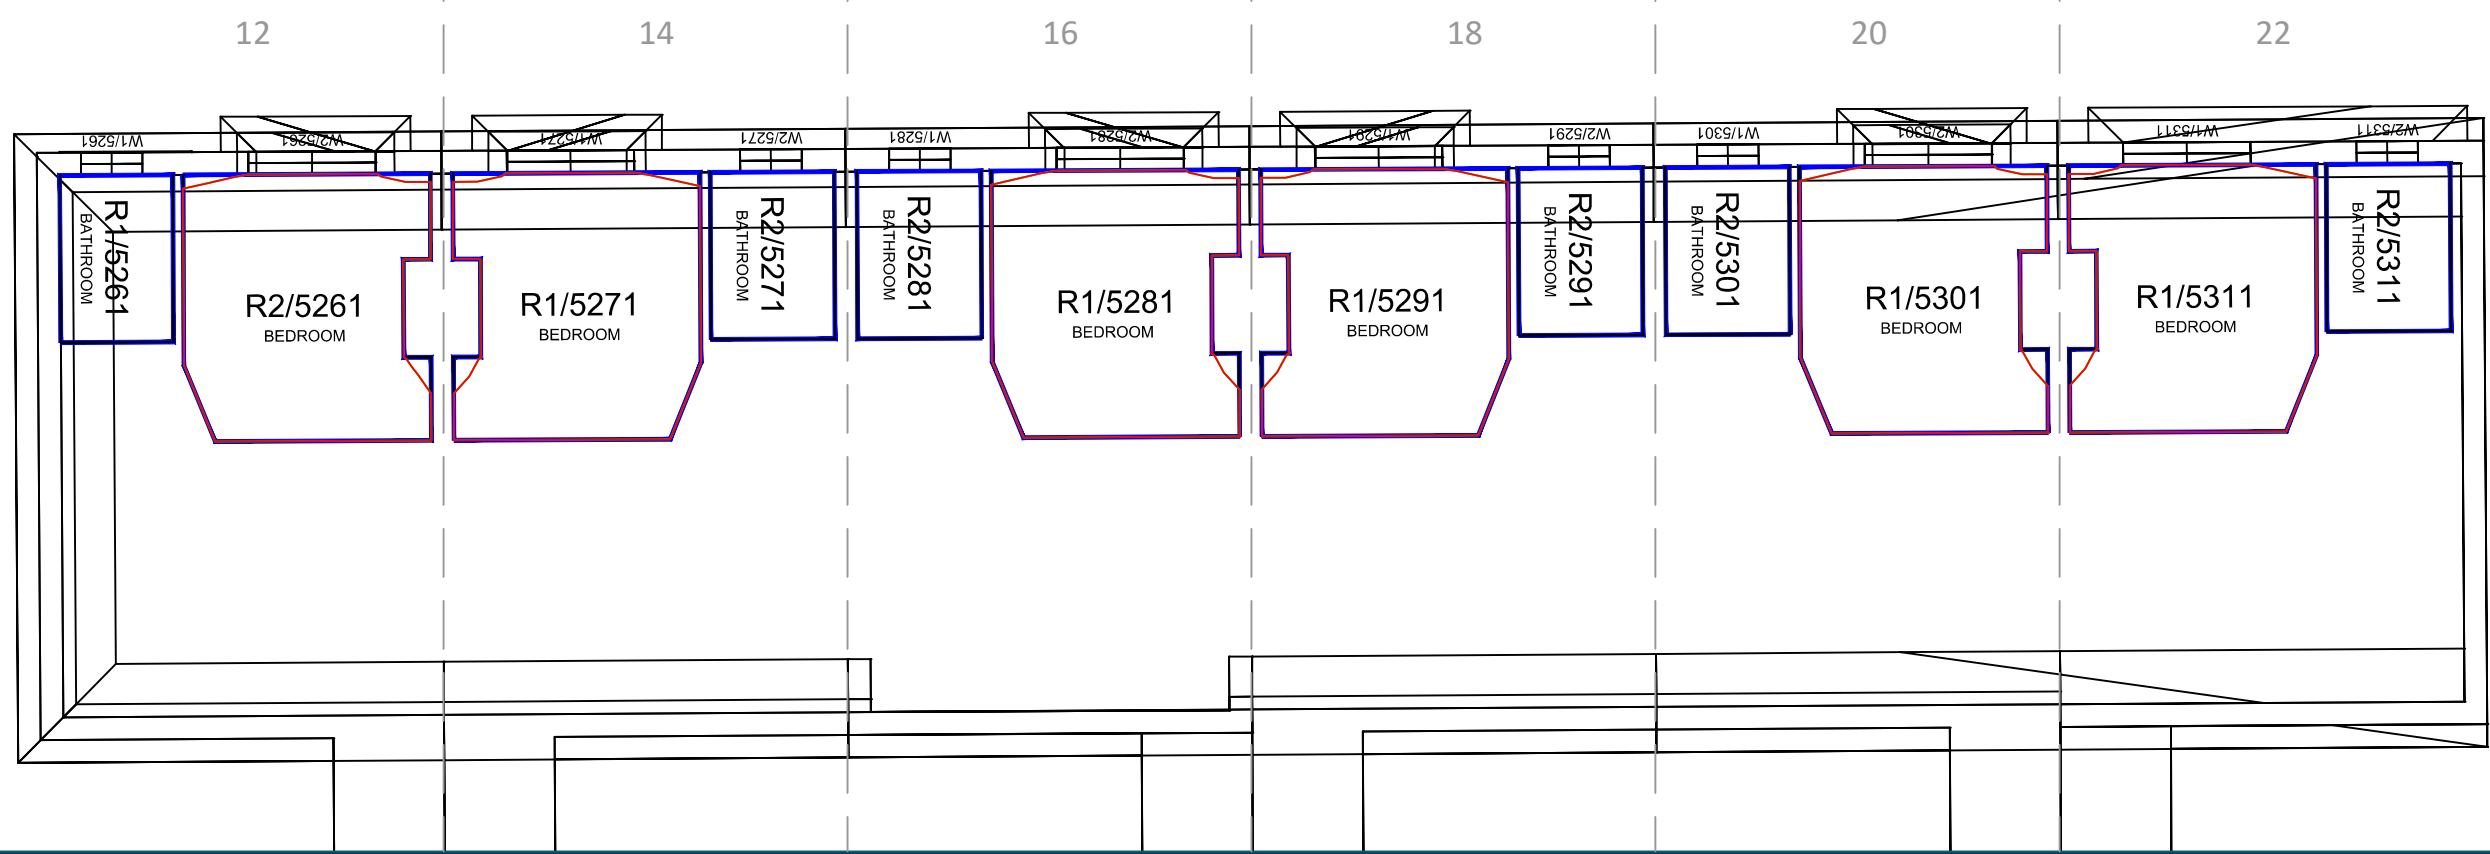 12
14
16
18
20
22
W1/5261
W2/5261
W1/5271
W2/5271
W1/5281
W2/5281
W1/5291
W2/5291
W1/5301
W2/5301
W1/5311
W2/5311
R1/5261
BATHROOM
R2/5261
BEDROOM
R1/5271
BEDROOM
R2/5271
BATHROOM
R2/5281
BATHROOM
R1/5281
BEDROOM
R1/5291
BEDROOM
R2/5291
BATHROOM
R2/5301
BATHROOM
R1/5301
BEDROOM
R1/5311
BEDROOM
R2/5311
BATHROOM